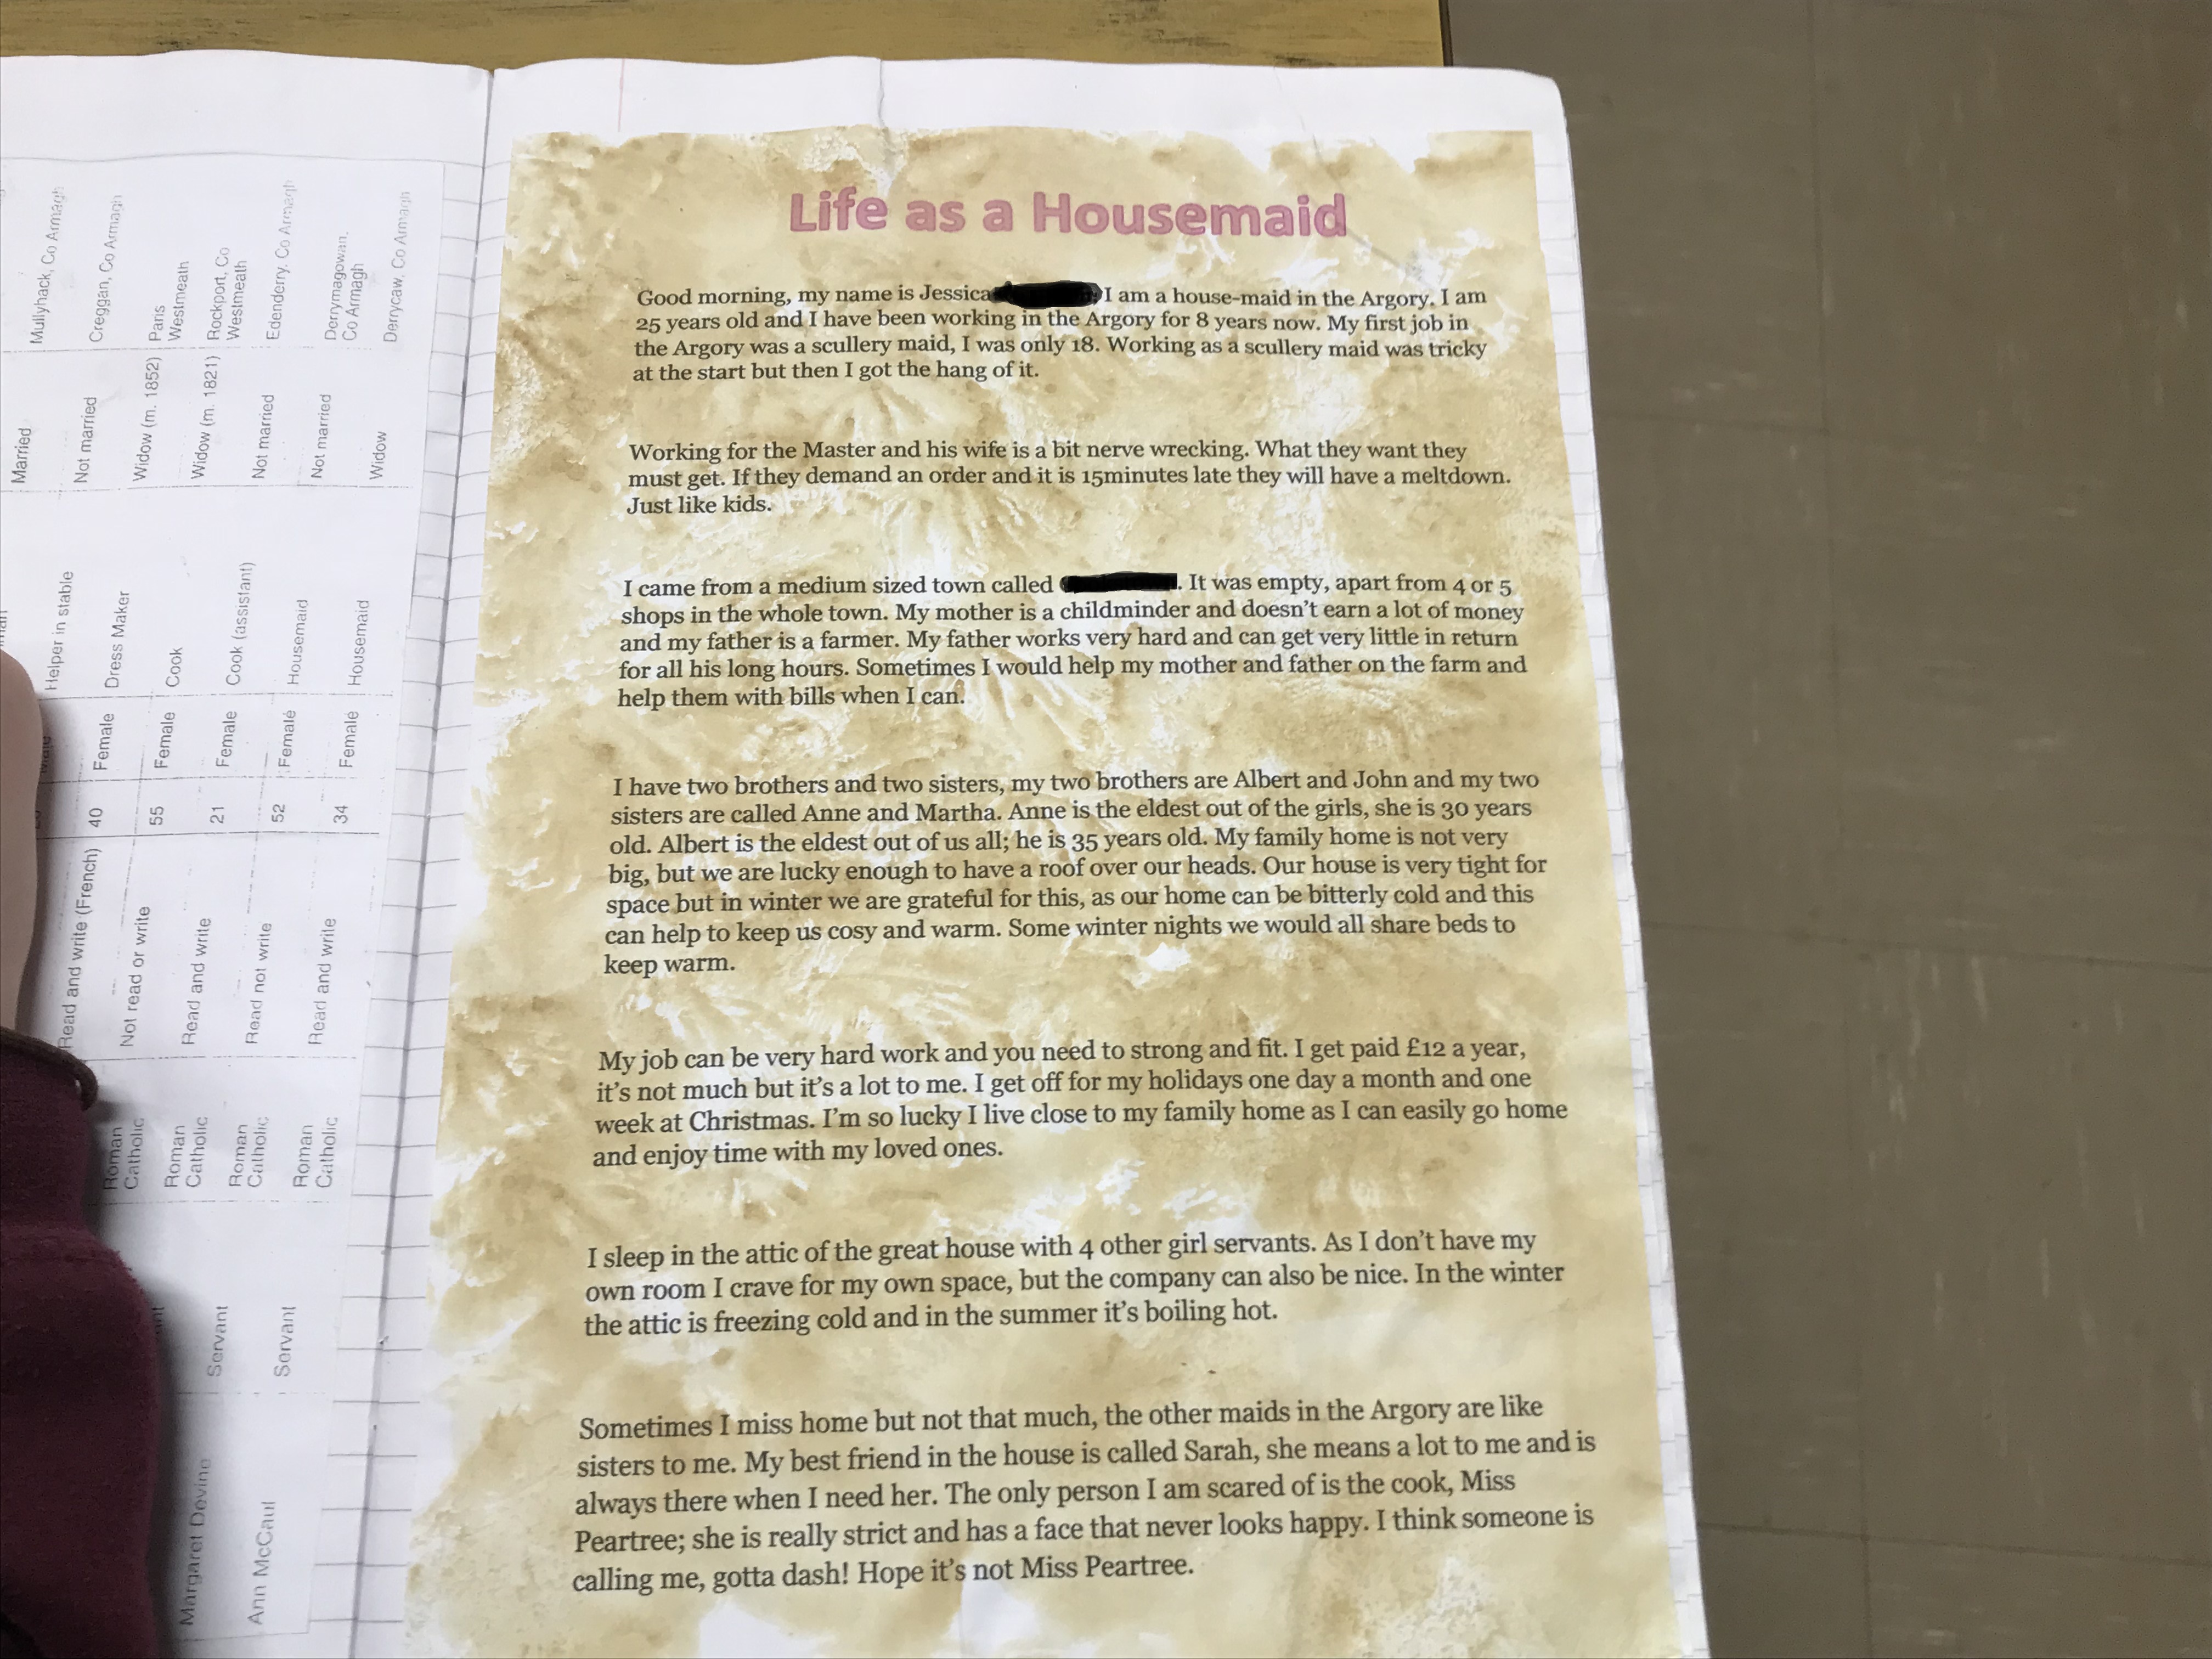 Married Mullyhack, Co Armagh
Helper in stable Not married Creggan, Co Armagh
Read and write (French) 40 Female Dress Maker Widow (m. 1852) Paris
Westmeath
Roman Not read or write 55 Female Cook Widow (m. 1821) Rockport, Co
Catholic Westmeath
Roman Read and write 21 Female Cook (assistant) Not married Edenderry, Co Armagh
Catholic
Margaret Devine Servant Roman Read not write 52 Female Housemaid Not married Derrymagowan,
Catholic Co Armagh
Ann McCaul Servant Roman Read and write 34 Female Housemaid Widow Derrycaw, Co Armagh
Catholic
Life as a Housemaid
Good morning, my name is Jessica I am a house-maid in the Argory. I am
25 years old and I have been working in the Argory for 8 years now. My first job in
the Argory was a scullery maid, I was only 18. Working as a scullery maid was tricky
at the start but then I got the hang of it.
Working for the Master and his wife is a bit nerve wrecking. What they want they
must get. If they demand an order and it is 15minutes late they will have a meltdown.
Just like kids.
I came from a medium sized town called . It was empty, apart from 4 or 5
shops in the whole town. My mother is a childminder and doesn't earn a lot of money
and my father is a farmer. My father works very hard and can get very little in return
for all his long hours. Sometimes I would help my mother and father on the farm and
help them with bills when I can.
I have two brothers and two sisters, my two brothers are Albert and John and my two
sisters are called Anne and Martha. Anne is the eldest out of the girls, she is 30 years
old. Albert is the eldest out of us all; he is 35 years old. My family home is not very
big, but we are lucky enough to have a roof over our heads. Our house is very tight for
space but in winter we are grateful for this, as our home can be bitterly cold and this
can help to keep us cosy and warm. Some winter nights we would all share beds to
keep warm.
My job can be very hard work and you need to strong and fit. I get paid £12 a year,
it's not much but it's a lot to me. I get off for my holidays one day a month and one
week at Christmas. I'm so lucky I live close to my family home as I can easily go home
and enjoy time with my loved ones.
I sleep in the attic of the great house with 4 other girl servants. As I don't have my
own room I crave for my own space, but the company can also be nice. In the winter
the attic is freezing cold and in the summer it's boiling hot.
Sometimes I miss home but not that much, the other maids in the Argory are like
sisters to me. My best friend in the house is called Sarah, she means a lot to me and is
always there when I need her. The only person I am scared of is the cook, Miss
Peartree; she is really strict and has a face that never looks happy. I think someone is
calling me, gotta dash! Hope it's not Miss Peartree.